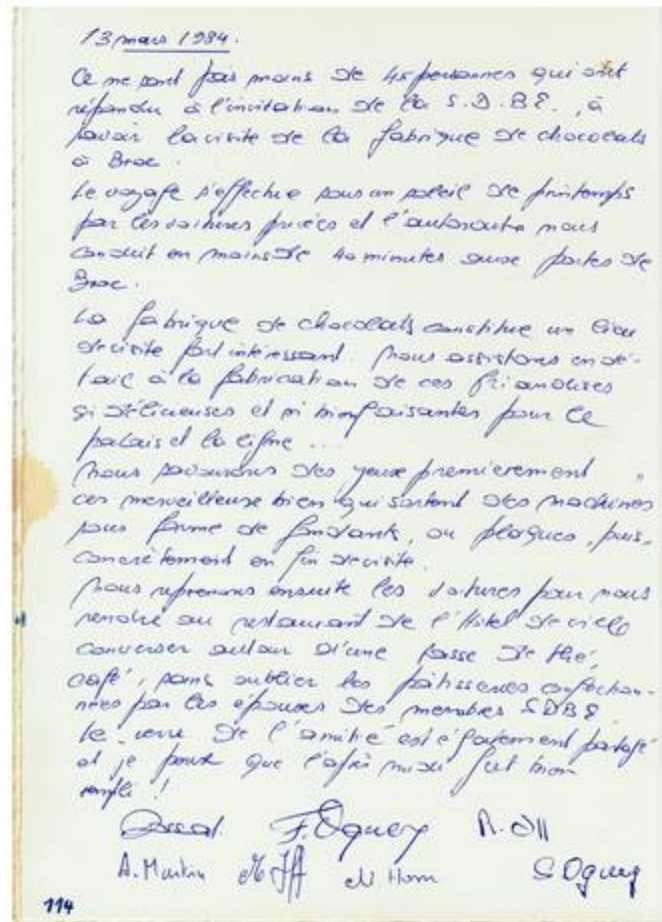 13 mars 1984.
Ce ne sont pas moins de 45 personnes qui ont
répondu à l'invitation de la S.D.B.E., à
savoir la visite de la fabrique de chocolats
à Broc.
Le voyage s'effectue sous un soleil de printemps
par les voitures privées et l'autoroute nous
conduit en moins de 40 minutes aux portes de
Broc.
La fabrique de chocolats constitue un lieu
de visite fort intéressant. Nous assistons en dé-
tail à la fabrication de ces friandises
si délicieuses et si bienfaisantes pour le
palais et la ligne...
Nous savourons des yeux premièrement
ces merveilleux bien qui sortent des machines
sous forme de fondants, ou plaques, puis,
concrètement en fin de visite.
Nous reprenons ensuite les voitures pour nous
rendre au restaurant de l'Hôtel de ville
converser autour d'une tasse de thé,
café, sans oublier les pâtisseries confection-
nées par les épouses des membres SDBE.
Le verre de l'amitié est également partagé
et je pense que l'après midi fut bien
rempli !
F. Oguey
A. Martin
S Oguey
114